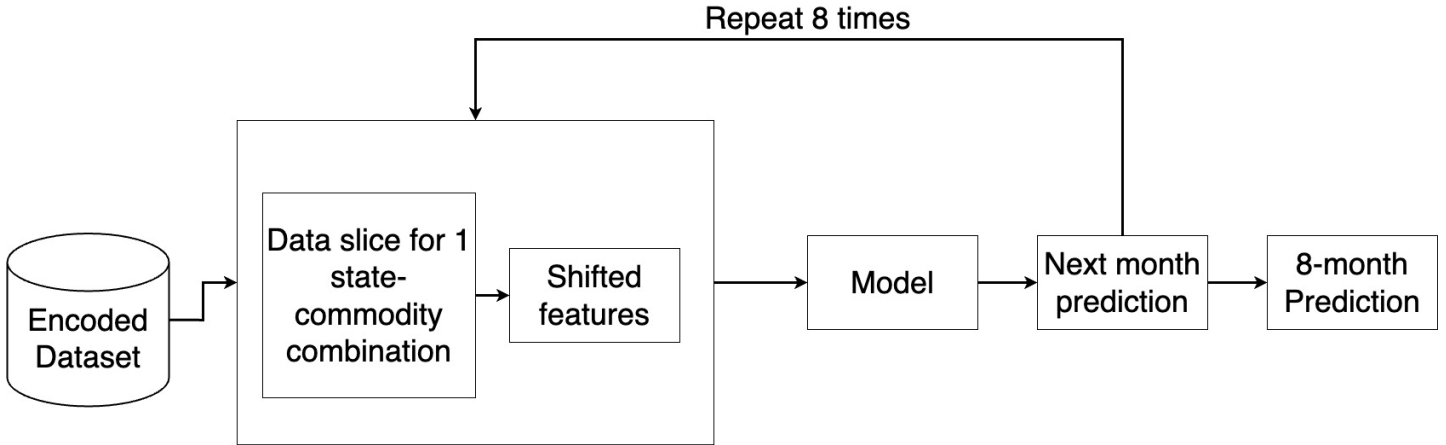 Repeat 8 times
Encoded
Dataset
Data slice for 1
state-
commodity
combination
Shifted
features
Model
Next month
prediction
8-month
Prediction